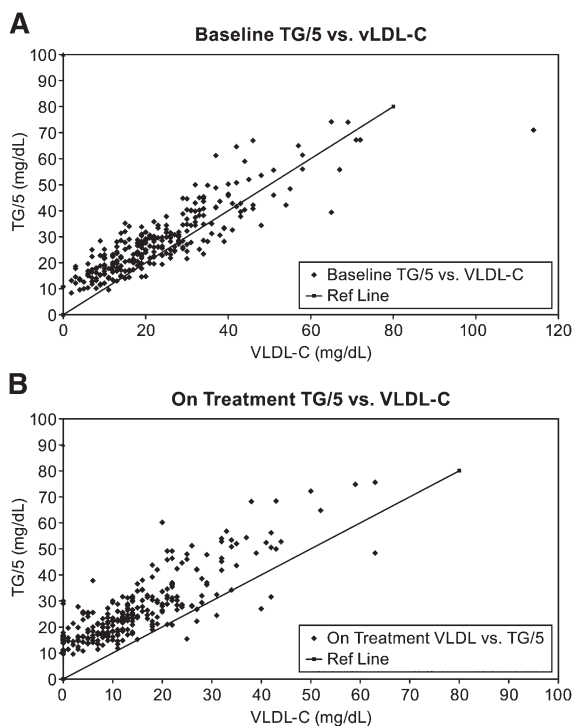 A
Baseline TG/5 vs. vLDL-C
100
90
80
70
60
50
40
30
20
10
0
TG/5 (mg/dL)
0 20 40 60 80 100 120
VLDL-C (mg/dL)
Baseline TG/5 vs. VLDL-C
Ref Line
B
On Treatment TG/5 vs. VLDL-C
100
90
80
70
60
50
40
30
20
10
0
TG/5 (mg/dL)
0 10 20 30 40 50 60 70 80 90 100
VLDL-C (mg/dL)
On Treatment VLDL vs. TG/5
Ref Line